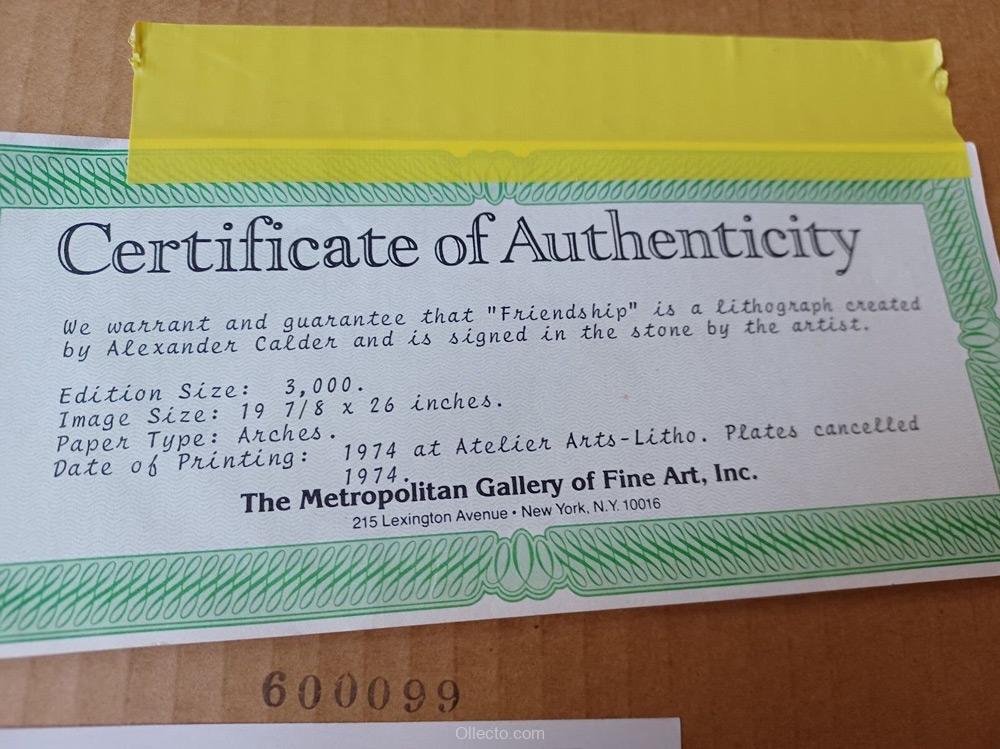 Certificate of Authenticity
We warrant and guarantee that "Friendship" is a lithograph created
by Alexander Calder and is signed in the stone by the artist.
Edition Size: 3,000.
Image Size: 19 7/8 x 26 inches.
Paper Type: Arches.
Date of Printing: 1974 at Atelier Arts-Litho. Plates cancelled
1974.
The Metropolitan Gallery of Fine Art, Inc.
215 Lexington Avenue • New York, N.Y. 10016
600099
Ollecto.com